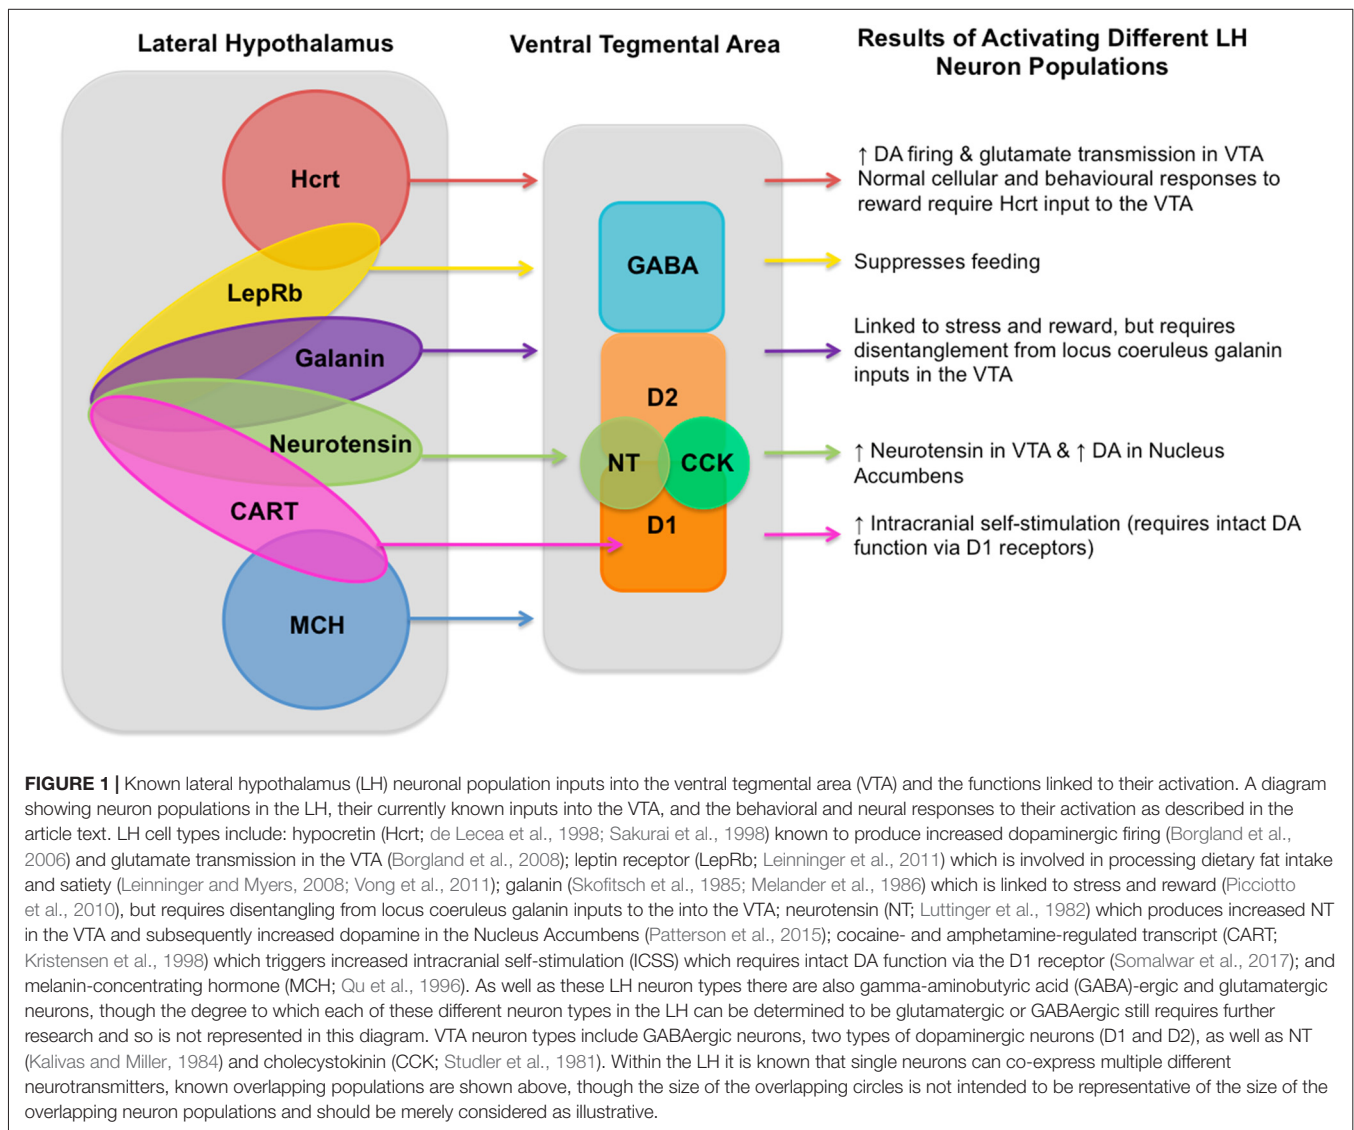 Lateral Hypothalamus
Ventral Tegmental Area
Results of Activating Different LH
Neuron Populations
Hcrt
LepRb
Galanin
Neurotensin
CART
MCH
GABA
D2
NT
CCK
D1
↑ DA firing & glutamate transmission in VTA
Normal cellular and behavioural responses to
reward require Hcrt input to the VTA
Suppresses feeding
Linked to stress and reward, but requires
disentanglement from locus coeruleus galanin
inputs in the VTA
↑ Neurotensin in VTA & ↑ DA in Nucleus
Accumbens
↑ Intracranial self-stimulation (requires intact DA
function via D1 receptors)
FIGURE 1 | Known lateral hypothalamus (LH) neuronal population inputs into the ventral tegmental area (VTA) and the functions linked to their activation. A diagram
showing neuron populations in the LH, their currently known inputs into the VTA, and the behavioral and neural responses to their activation as described in the
article text. LH cell types include: hypocretin (Hcrt; de Lecea et al., 1998; Sakurai et al., 1998) known to produce increased dopaminergic firing (Borgland et al.,
2006) and glutamate transmission in the VTA (Borgland et al., 2008); leptin receptor (LepRb; Leinninger et al., 2011) which is involved in processing dietary fat intake
and satiety (Leinninger and Myers, 2008; Vong et al., 2011); galanin (Skofitsch et al., 1985; Melander et al., 1986) which is linked to stress and reward (Picciotto
et al., 2010), but requires disentangling from locus coeruleus galanin inputs to the into the VTA; neurotensin (NT; Luttinger et al., 1982) which produces increased NT
in the VTA and subsequently increased dopamine in the Nucleus Accumbens (Patterson et al., 2015); cocaine- and amphetamine-regulated transcript (CART;
Kristensen et al., 1998) which triggers increased intracranial self-stimulation (ICSS) which requires intact DA function via the D1 receptor (Somalwar et al., 2017); and
melanin-concentrating hormone (MCH; Qu et al., 1996). As well as these LH neuron types there are also gamma-aminobutyric acid (GABA)-ergic and glutamatergic
neurons, though the degree to which each of these different neuron types in the LH can be determined to be glutamatergic or GABAergic still requires further
research and so is not represented in this diagram. VTA neuron types include GABAergic neurons, two types of dopaminergic neurons (D1 and D2), as well as NT
(Kalivas and Miller, 1984) and cholecystokinin (CCK; Studler et al., 1981). Within the LH it is known that single neurons can co-express multiple different
neurotransmitters, known overlapping populations are shown above, though the size of the overlapping circles is not intended to be representative of the size of the
overlapping neuron populations and should be merely considered as illustrative.